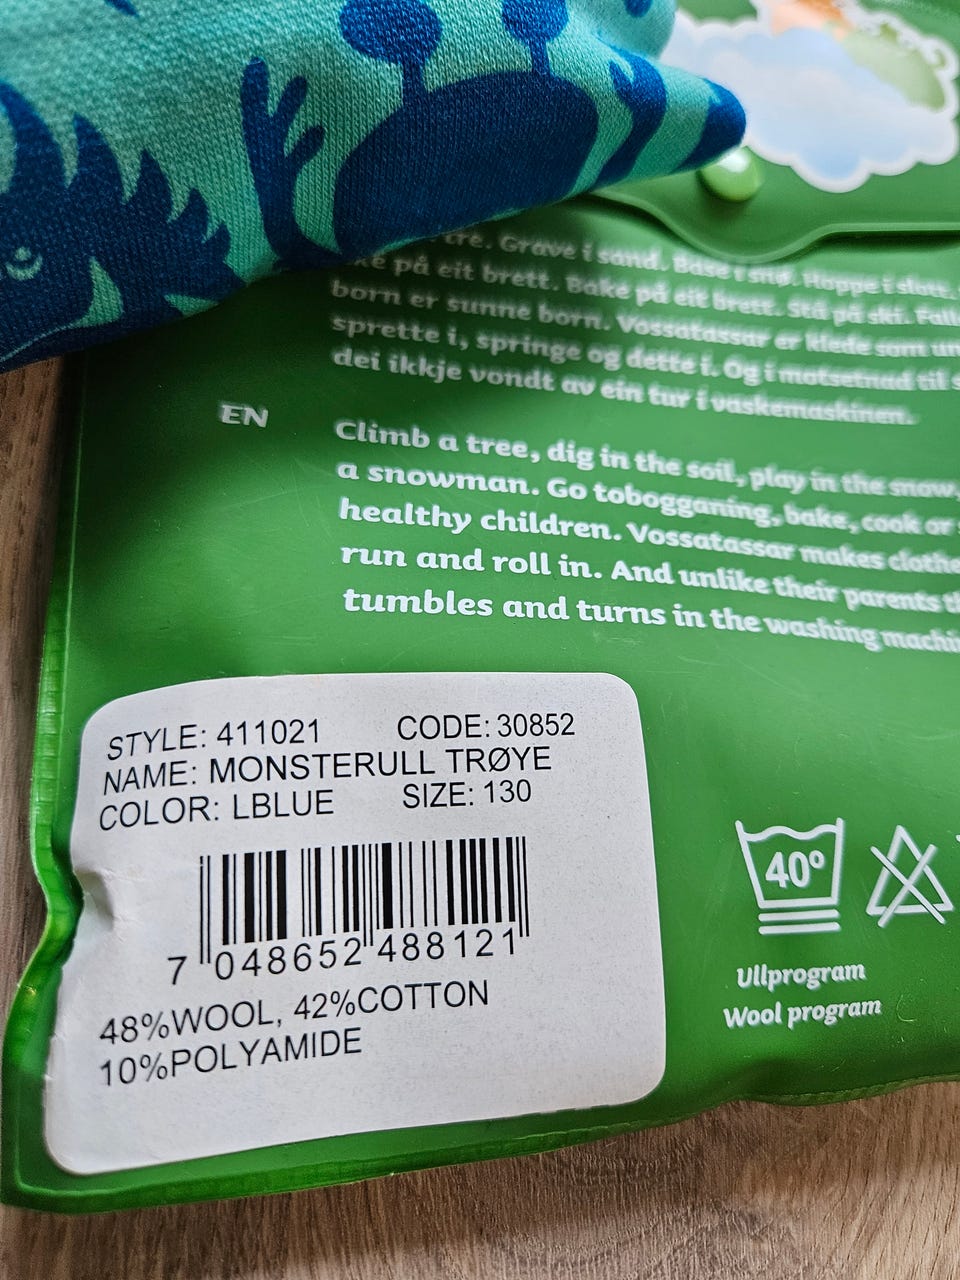 tre. Grave i sand. Base i snø. Hoppe i slott,
på eit brett. Bake på eit brett. Stå på ski. Fall
born er sunne born. Vossatassar er klede som
sprette i, springe og dette i. Og i motsetnad til
dei ikkje vondt av ein tur i vaskemaskinen.
EN
Climb a tree, dig in the soil, play in the snow,
a snowman. Go tobogganing, bake, cook or
healthy children. Vossatassar makes clothe
run and roll in. And unlike their parents th
tumbles and turns in the washing machin
STYLE: 411021 CODE: 30852
NAME: MONSTERULL TRØYE
COLOR: LBLUE SIZE: 130
7 048652 488121
48%WOOL, 42%COTTON
10%POLYAMIDE
40º
Ullprogram
Wool program